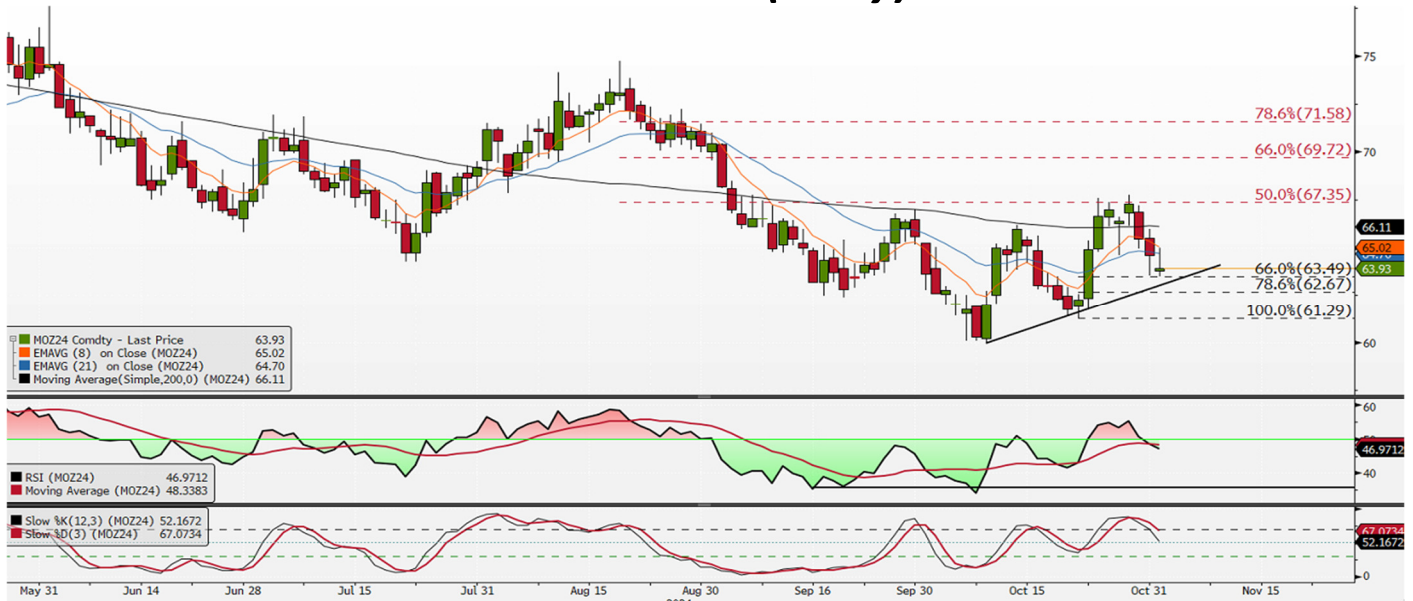 75
78.6%(71.58)
70
66.0%(69.72)
50.0%(67.35)
66.11
65.02
63.93
66.0%(63.49)
78.6%(62.67)
100.0%(61.29)
60
MOZ24 Comdty - Last Price 63.93
EMAVG (8) on Close (MOZ24) 65.02
EMAVG (21) on Close (MOZ24) 64.70
Moving Average(Simple,200,0) (MOZ24) 66.11
60
46.9712
40
RSI (MOZ24) 46.9712
Moving Average (MOZ24) 48.3383
Slow %K(12,3) (MOZ24) 52.1672
Slow %D(3) (MOZ24) 67.0734
67.0734
52.1672
0
May 31 Jun 14 Jun 28 Jul 15 Jul 31 Aug 15 Aug 30 Sep 16 Sep 30 Oct 15 Oct 31 Nov 15